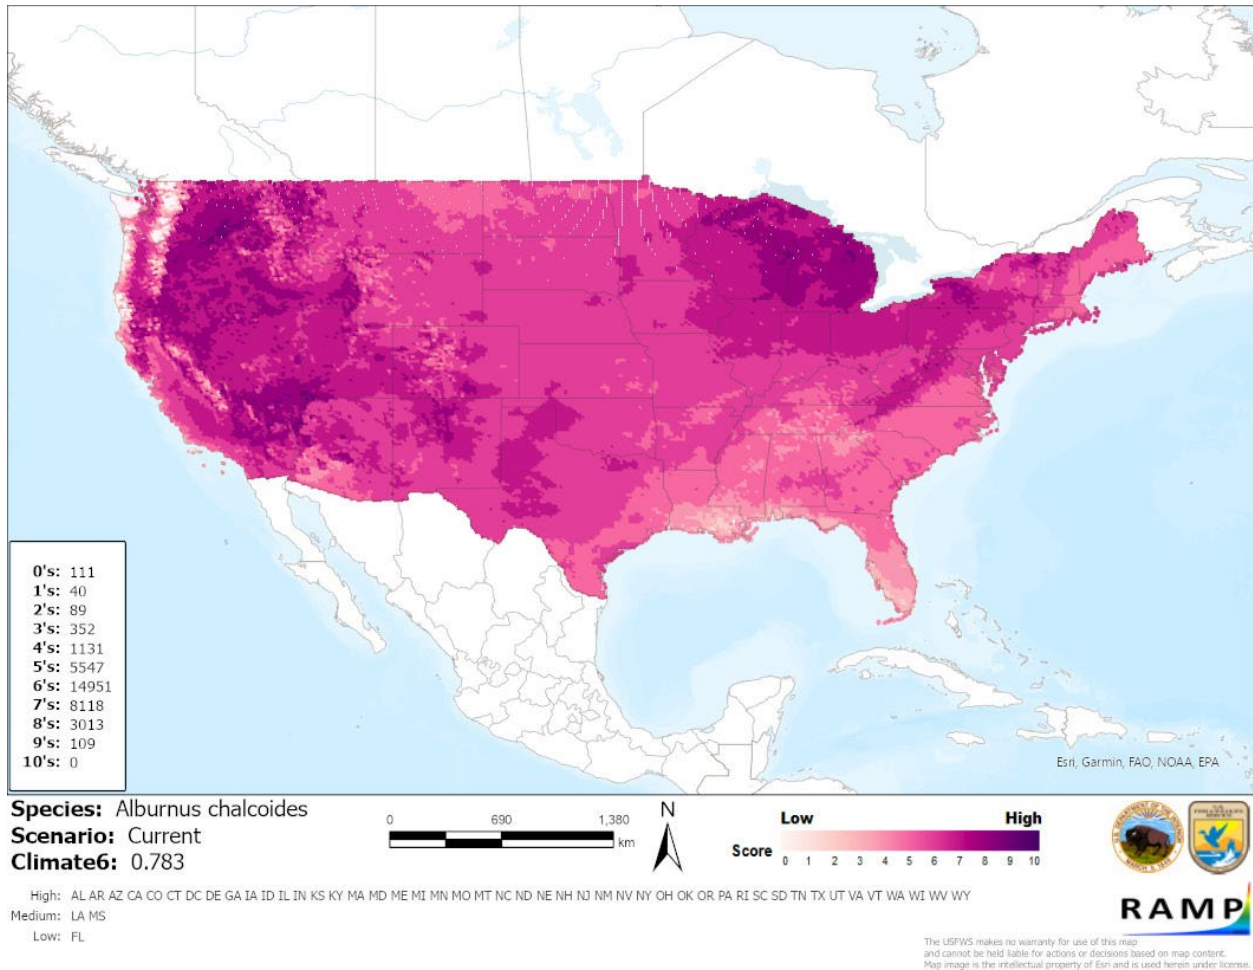 0's: 111
1's: 40
2's: 89
3's: 352
4's: 1131
5's: 5547
6's: 14951
7's: 8118
8's: 3013
9's: 109
10's: 0
Esri, Garmin, FAO, NOAA, EPA
Species: Alburnus chalcoides
Scenario: Current
Climate6: 0.783
0 690 1,380
km
N
Low High
Score 0 1 2 3 4 5 6 7 8 9 10
High: AL AR AZ CA CO CT DC DE GA IA ID IL IN KS KY MA MD ME MI MN MO MT NC ND NE NH NJ NM NV NY OH OK OR PA RI SC SD TN TX UT VA VT WA WI WV WY
Medium: LA MS
Low: FL
RAMP
The USFWS makes no warranty for use of this map
and cannot be held liable for actions or decisions based on map content.
Map image is the intellectual property of Esri and is used herein under license.